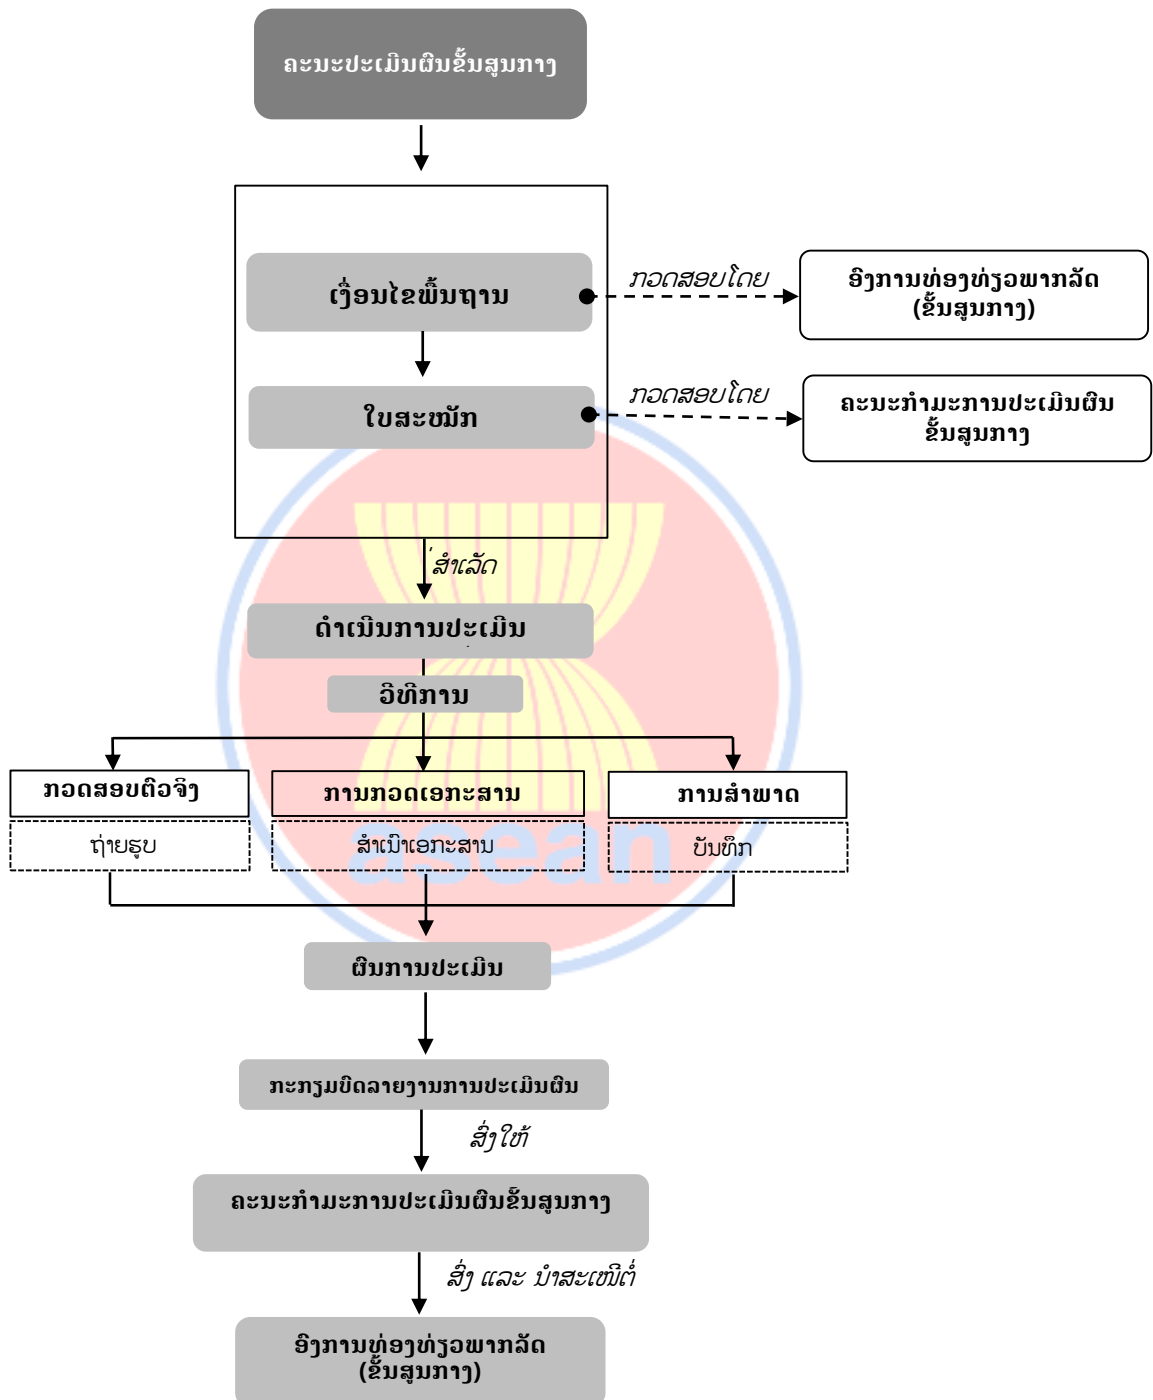 ຄະນະປະເມີນຜົນຂັ້ນສູນກາງ
ເງື່ອນໄຂພື້ນຖານ
ກວດສອບໂດຍ
ອົງການທ່ອງທ່ຽວພາກລັດ
(ຂັ້ນສູນກາງ)
ໃບສະໝັກ
ກວດສອບໂດຍ
ຄະນະກຳມະການປະເມີນຜົນ
ຂັ້ນສູນກາງ
ສຳເລັດ
ດຳເນີນການປະເມີນ
ວິທີການ
ກວດສອບຕົວຈິງ
ການກວດເອກະສານ
ການສຳພາດ
ຖ່າຍຮູບ
ສຳເນົາເອກະສານ
ບັນທຶກ
asean
ຜົນການປະເມີນ
ກະກຽມບົດລາຍງານການປະເມີນຜົນ
ສົ່ງໃຫ້
ຄະນະກຳມະການປະເມີນຜົນຂັ້ນສູນກາງ
ສົ່ງ ແລະ ນຳສະເໜີຕໍ່
ອົງການທ່ອງທ່ຽວພາກລັດ
(ຂັ້ນສູນກາງ)